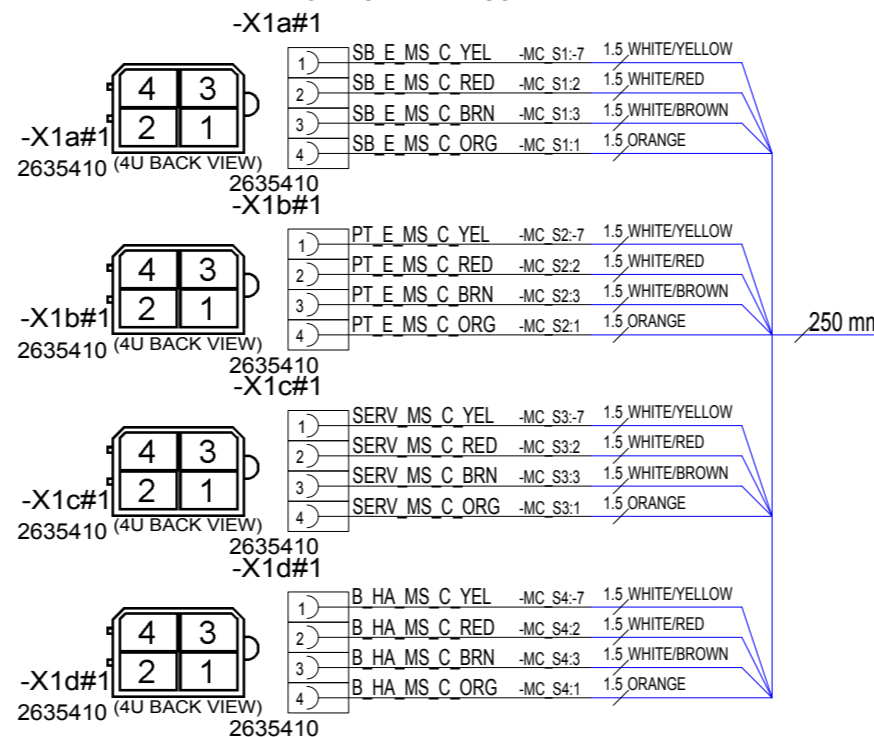 -X1a#1
1 SB_E_MS_C_YEL -MC_S1:-7 1.5 WHITE/YELLOW
2 SB_E_MS_C_RED -MC_S1:2 1.5 WHITE/RED
3 SB_E_MS_C_BRN -MC_S1:3 1.5 WHITE/BROWN
4 SB_E_MS_C_ORG -MC_S1:1 1.5 ORANGE
4 3
2 1
-X1a#1
2635410 (4U BACK VIEW)
2635410
-X1b#1
1 PT_E_MS_C_YEL -MC_S2:-7 1.5 WHITE/YELLOW
2 PT_E_MS_C_RED -MC_S2:2 1.5 WHITE/RED
3 PT_E_MS_C_BRN -MC_S2:3 1.5 WHITE/BROWN
4 PT_E_MS_C_ORG -MC_S2:1 1.5 ORANGE
4 3
2 1
-X1b#1
2635410 (4U BACK VIEW)
2635410
250 mm
-X1c#1
1 SERV_MS_C_YEL -MC_S3:-7 1.5 WHITE/YELLOW
2 SERV_MS_C_RED -MC_S3:2 1.5 WHITE/RED
3 SERV_MS_C_BRN -MC_S3:3 1.5 WHITE/BROWN
4 SERV_MS_C_ORG -MC_S3:1 1.5 ORANGE
4 3
2 1
-X1c#1
2635410 (4U BACK VIEW)
2635410
-X1d#1
1 B_HA_MS_C_YEL -MC_S4:-7 1.5 WHITE/YELLOW
2 B_HA_MS_C_RED -MC_S4:2 1.5 WHITE/RED
3 B_HA_MS_C_BRN -MC_S4:3 1.5 WHITE/BROWN
4 B_HA_MS_C_ORG -MC_S4:1 1.5 ORANGE
4 3
2 1
-X1d#1
2635410 (4U BACK VIEW)
2635410